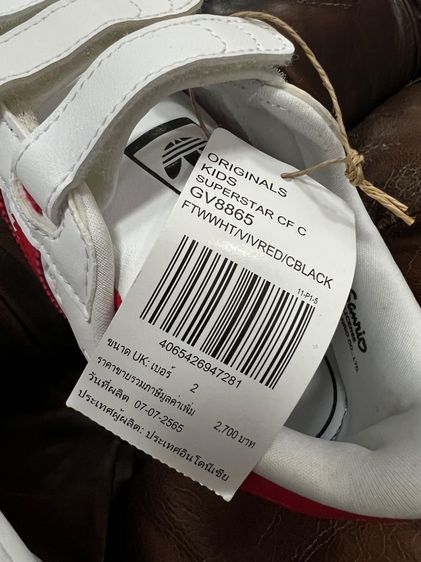 ORIGINALS
KIDS
SUPERSTAR CF C
GV8865
FTWWHT/VIVRED/CBLACK
11-P1-5
4065426947281
ขนาด UK: เบอร์ 2
ราคาขายรวมภาษีมูลค่าเพิ่ม 2,700 บาท
วันที่ผลิต 07-07-2565
ประเทศผู้ผลิต: ประเทศอินโดนีเซีย
Sanrio